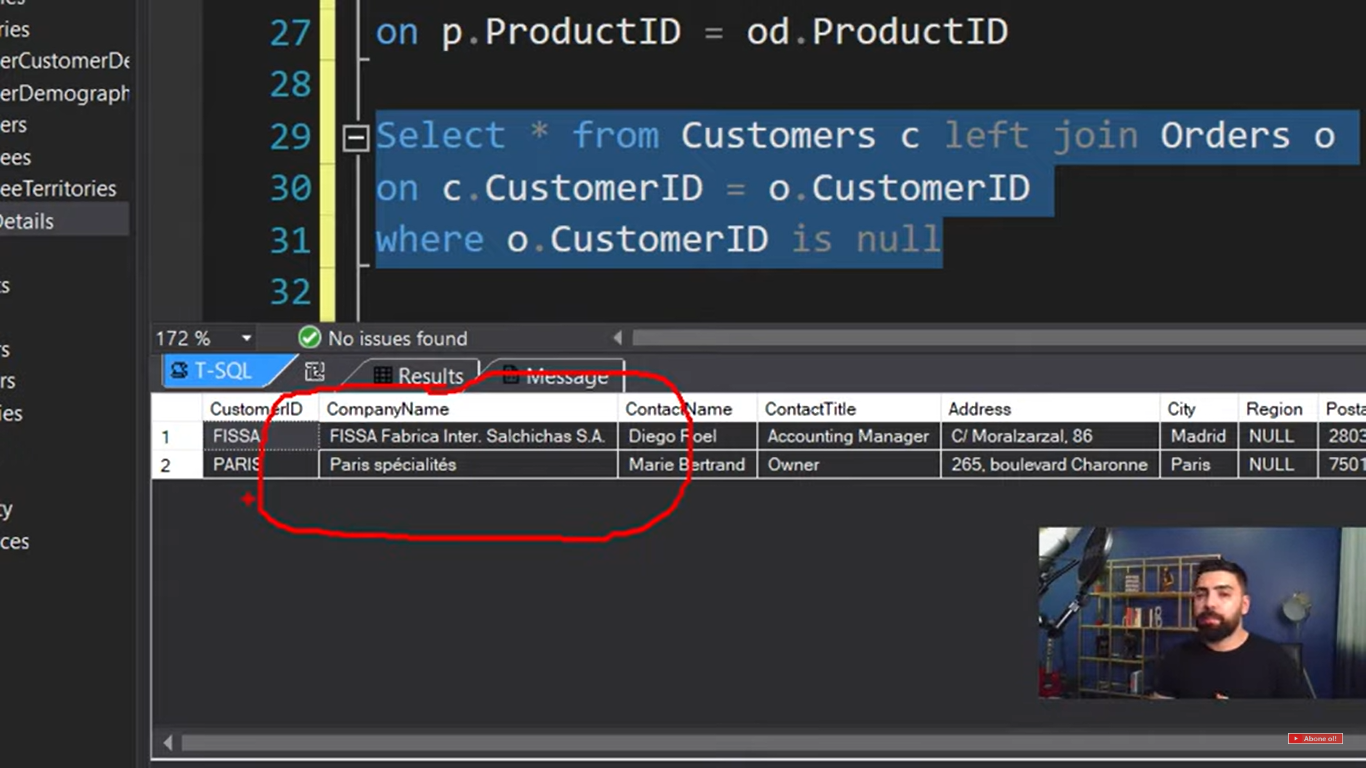 27 on p.ProductID = od.ProductID
28
29 Select * from Customers c left join Orders o
30 on c.CustomerID = o.CustomerID
31 where o.CustomerID is null
32
ries
erCustomerDe
erDemograph
ers
ees
eeTerritories
Details
ts
rs
rs
ies
ty
ces
172 % No issues found
T-SQL Results Message
CustomerID CompanyName ContactName ContactTitle Address City Region Posta
1 FISSA FISSA Fabrica Inter. Salchichas S.A. Diego Roel Accounting Manager C/ Moralzarzal, 86 Madrid NULL 2803
2 PARIS Paris spécialités Marie Bertrand Owner 265, boulevard Charonne Paris NULL 7501
Abone ol!